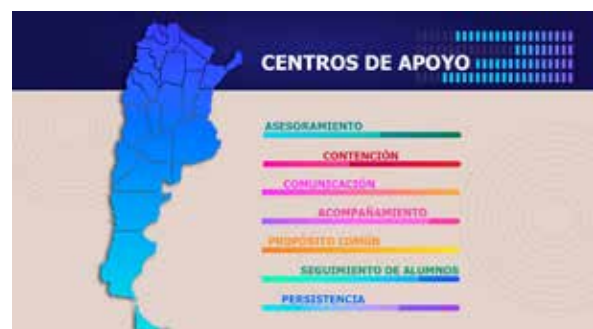 CENTROS DE APOYO
ASESORAMIENTO
CONTENCIÓN
COMUNICACIÓN
ACOMPAÑAMIENTO
PROPÓSITO COMÚN
SEGUIMIENTO DE ALUMNOS
PERSISTENCIA